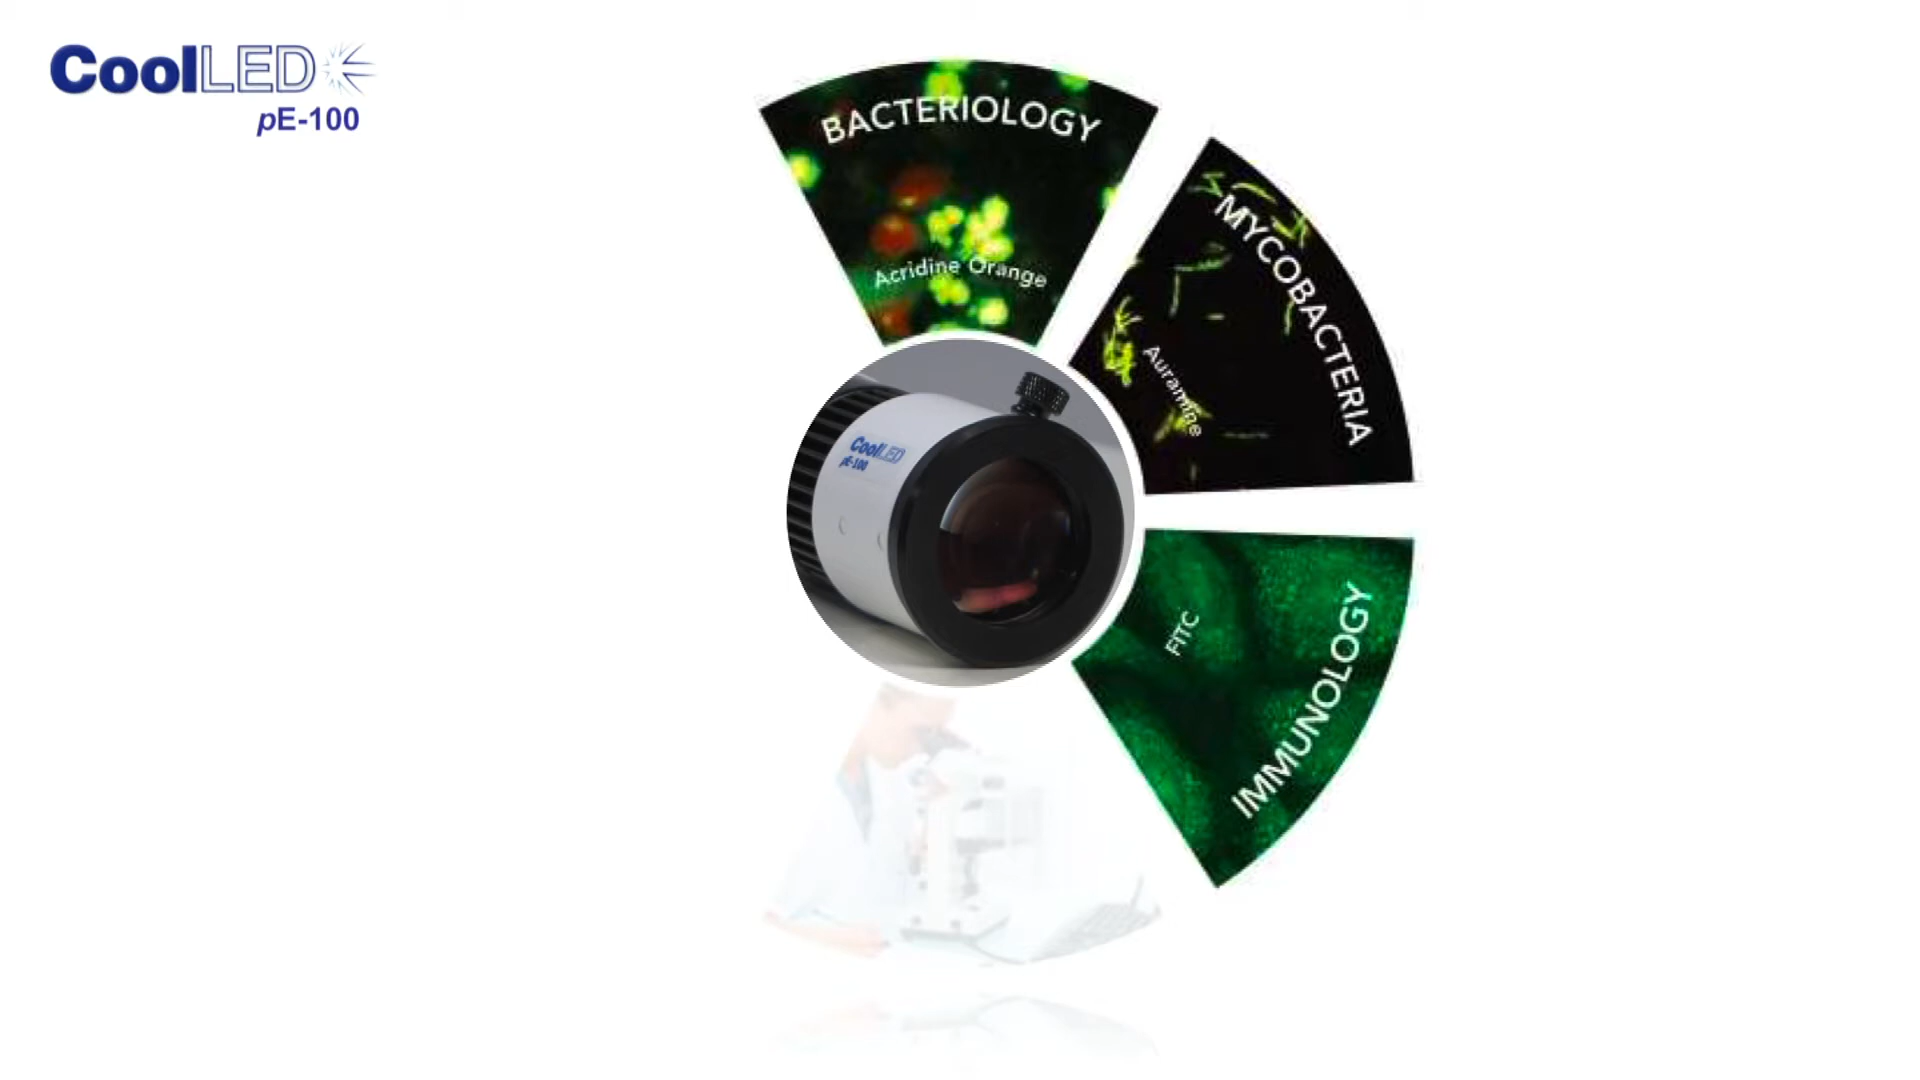 CoolLED
pE-100
BACTERIOLOGY
Acridine Orange
MYCOBACTERIA
Auramine
CoolLED
pE-100
FITC
IMMUNOLOGY